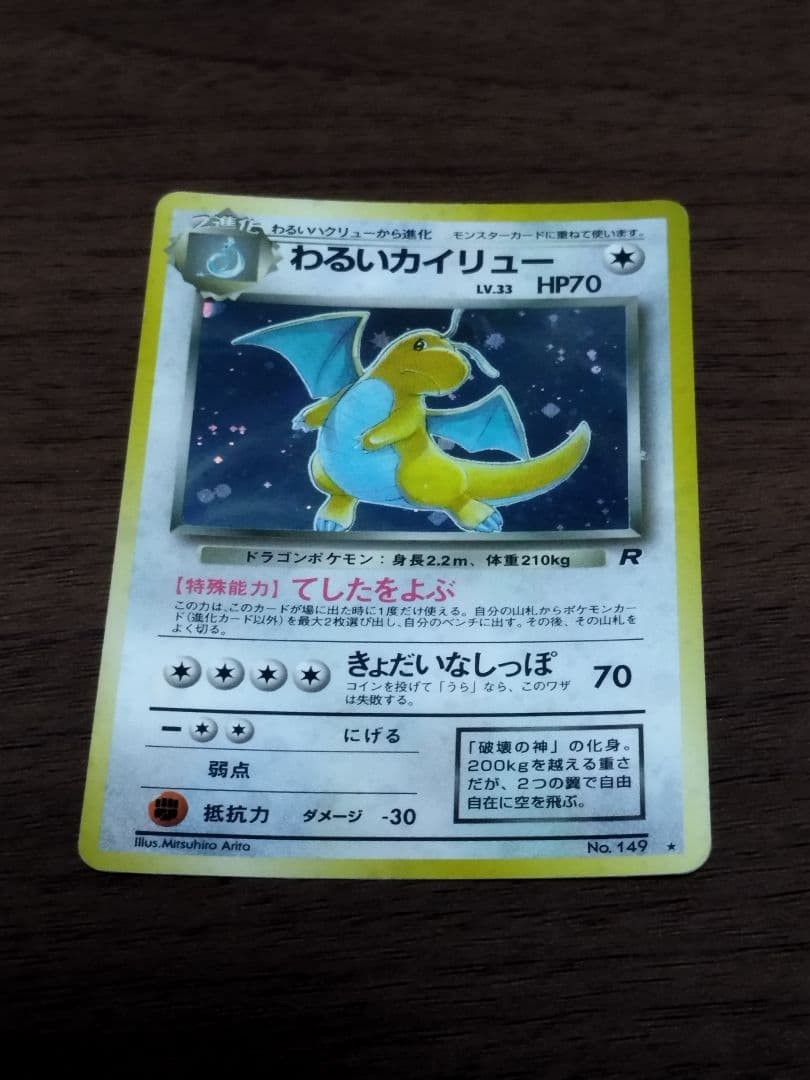 2進化 わるいハクリューから進化 モンスターカードに重ねて使います。
わるいカイリュー
LV.33 HP70
ドラゴンポケモン：身長2.2m、体重210kg R
【特殊能力】てしたをよぶ
この力は、このカードが場に出た時に1度だけ使える。自分の山札からポケモンカー
ド（進化カード以外）を最大2枚選び出し、自分のベンチに出す。その後、その山札を
よく切る。
きょだいなしっぽ 70
コインを投げて「うら」なら、このワザ
は失敗する。
ー にげる
弱点
抵抗力 ダメージ -30
「破壊の神」の化身。
200kgを越える重さ
だが、2つの翼で自由
自在に空を飛ぶ。
Illus.Mitsuhiro Arita No. 149 ★